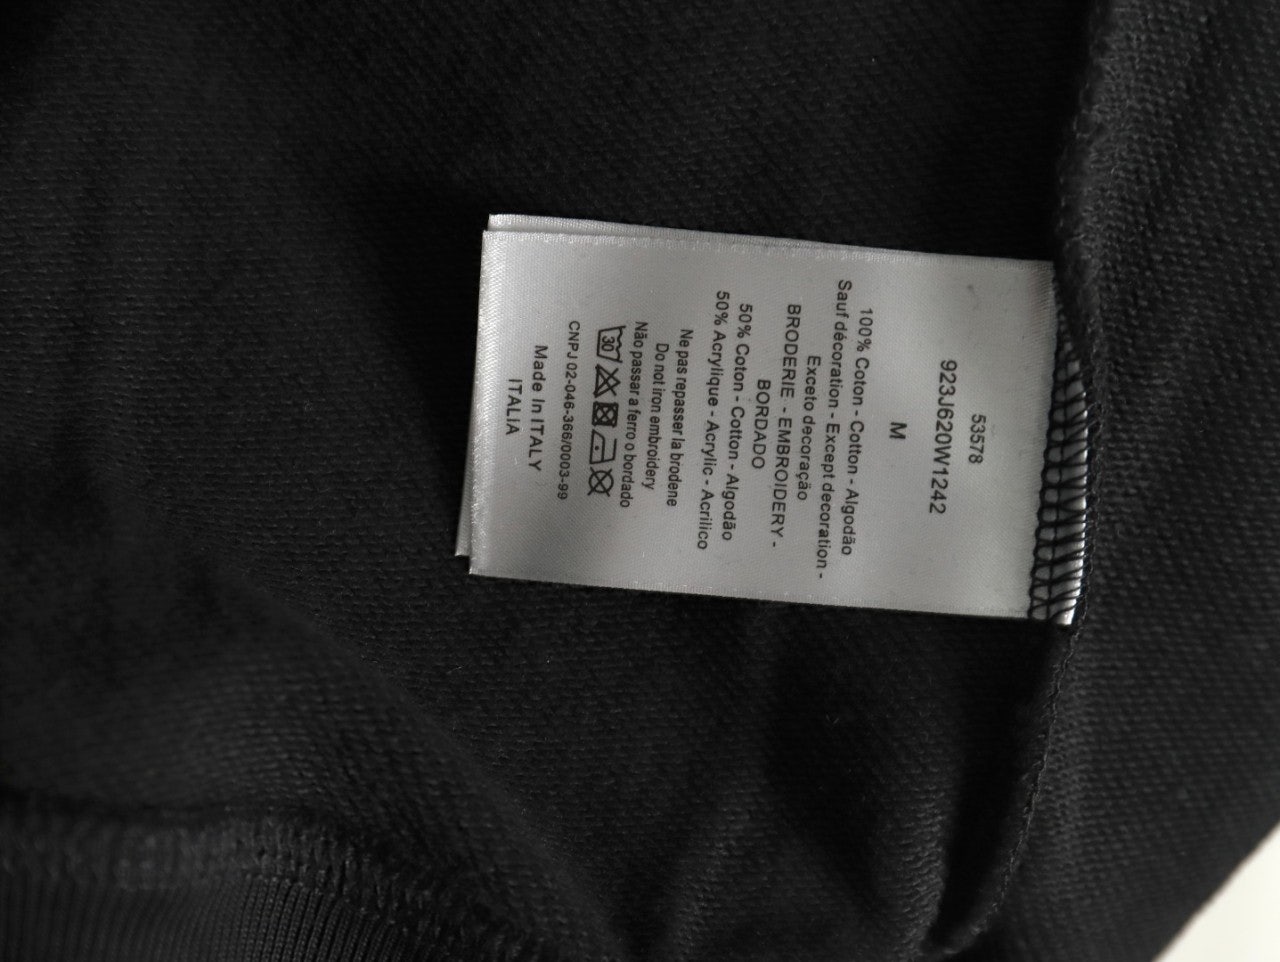 53578
923J620W1242
M
100% Coton - Cotton - Algodão
Sauf décoration - Except decoration -
Exceto decoração
BRODERIE - EMBROIDERY -
BORDADO
50% Coton - Cotton - Algodão
50% Acrylique - Acrylic - Acrilico
Ne pas repasser la brodene
Do not iron embroidery
Não passar a ferro o bordado
30
CNPJ 02-046-366/0003-99
Made In ITALY
ITALIA